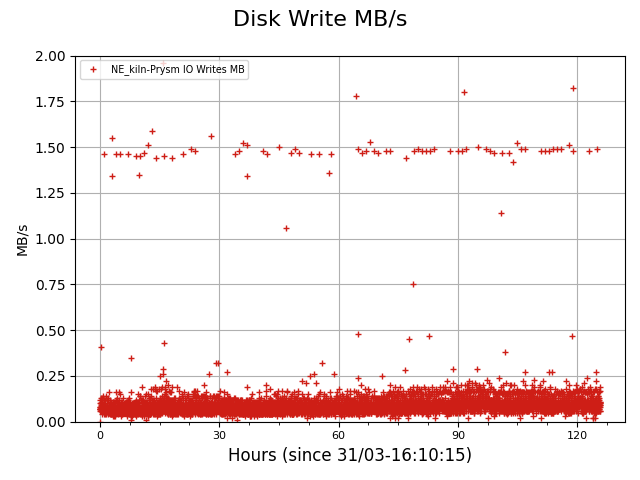 Disk Write MB/s
NE_kiln-Prysm IO Writes MB
MB/s
2.00
1.75
1.50
1.25
1.00
0.75
0.50
0.25
0.00
0 30 60 90 120
Hours (since 31/03-16:10:15)